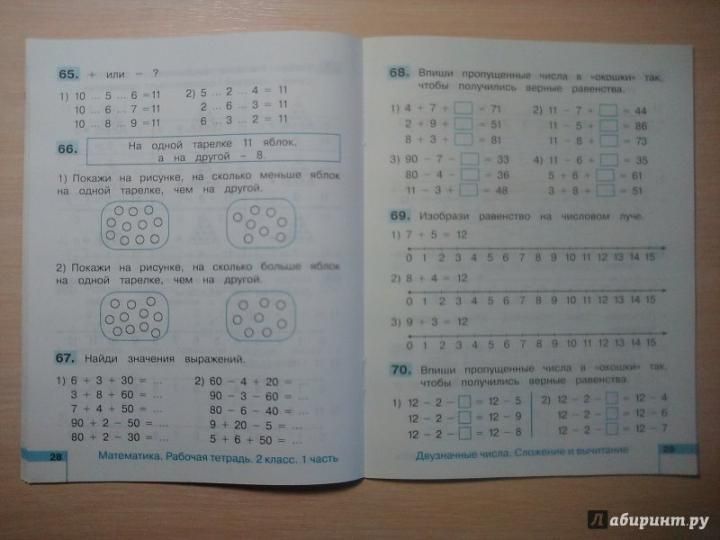 65. + или − ?
1) 10 ... 5 ... 6 =11 2) 5 ... 2 ... 4 = 11
10 ... 6 ... 7 =11 2 ... 6 ... 3 = 11
10 ... 8 ... 9 =11 6 ... 3 ... 2 = 11
66. На одной тарелке 11 яблок,
а на другой – 8.
1) Покажи на рисунке, на сколько меньше яблок
на одной тарелке, чем на другой.
2) Покажи на рисунке, на сколько больше яблок
на одной тарелке, чем на другой.
67. Найди значения выражений.
1) 6 + 3 + 30 = ... 2) 60 − 4 + 20 = ...
3 + 8 + 60 = ... 90 − 3 − 60 = ...
7 + 4 + 50 = ... 80 − 6 − 40 = ...
90 + 2 − 50 = ... 9 + 20 − 5 = ...
80 + 2 − 30 = ... 5 + 6 + 50 = ...
28 Математика. Рабочая тетрадь. 2 класс. 1 часть
68. Впиши пропущенные числа в «окошки» так,
чтобы получились верные равенства.
1) 4 + 7 + □ = 71 2) 11 − 7 + □ = 44
2 + 9 + □ = 51 11 − 5 + □ = 86
8 + 3 + □ = 81 11 − 8 + □ = 73
3) 90 − 7 − □ = 33 4) 11 − 6 + □ = 35
80 − 4 − □ = 36 5 + 6 + □ = 61
11 − 3 + □ = 48 3 + 8 + □ = 51
69. Изобрази равенство на числовом луче.
1) 7 + 5 = 12
0 1 2 3 4 5 6 7 8 9 10 11 12 13 14 15
2) 8 + 4 = 12
0 1 2 3 4 5 6 7 8 9 10 11 12 13 14 15
3) 9 + 3 = 12
0 1 2 3 4 5 6 7 8 9 10 11 12 13 14 15
70. Впиши пропущенные числа в «окошки» так,
чтобы получились верные равенства.
1) 12 − 2 − □ = 12 − 5 2) 12 − 2 − □ = 12 − 4
12 − 2 − □ = 12 − 9 12 − 2 − □ = 12 − 6
12 − 2 − □ = 12 − 8 12 − 2 − □ = 12 − 7
Двузначные числа. Сложение и вычитание 29
Лабиринт.ру